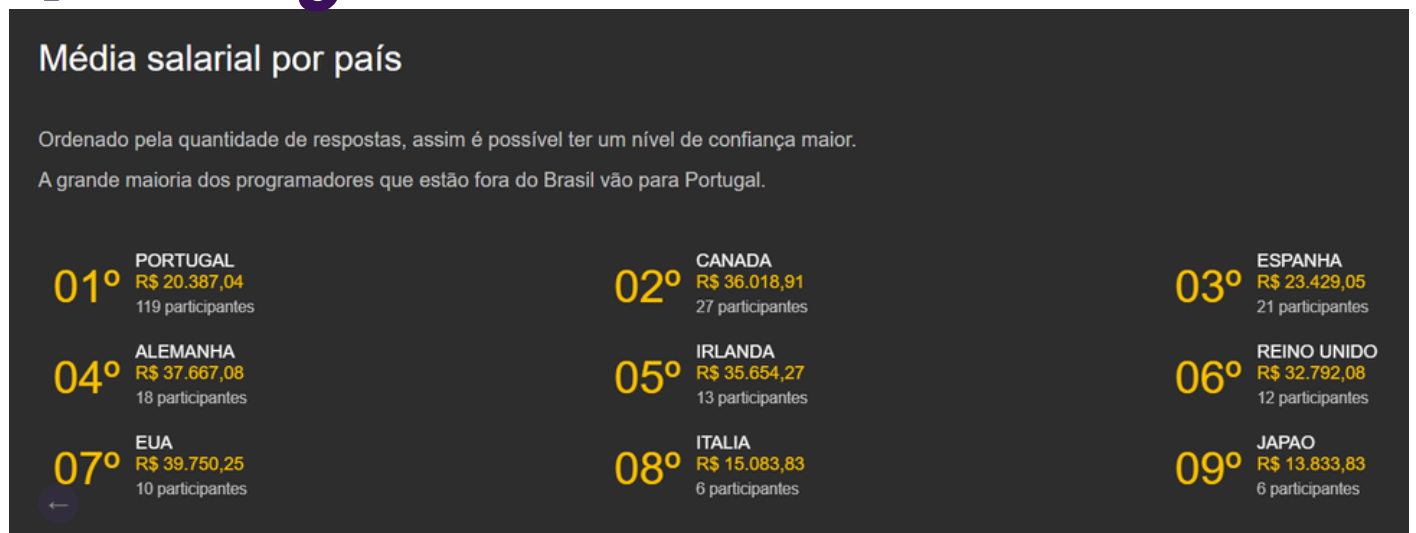 Média salarial por país
Ordenado pela quantidade de respostas, assim é possível ter um nível de confiança maior.
A grande maioria dos programadores que estão fora do Brasil vão para Portugal.
01º
PORTUGAL
R$ 20.387,04
119 participantes
02º
CANADA
R$ 36.018,91
27 participantes
03º
ESPANHA
R$ 23.429,05
21 participantes
04º
ALEMANHA
R$ 37.667,08
18 participantes
05º
IRLANDA
R$ 35.654,27
13 participantes
06º
REINO UNIDO
R$ 32.792,08
12 participantes
07º
EUA
R$ 39.750,25
10 participantes
08º
ITALIA
R$ 15.083,83
6 participantes
09º
JAPAO
R$ 13.833,83
6 participantes
←